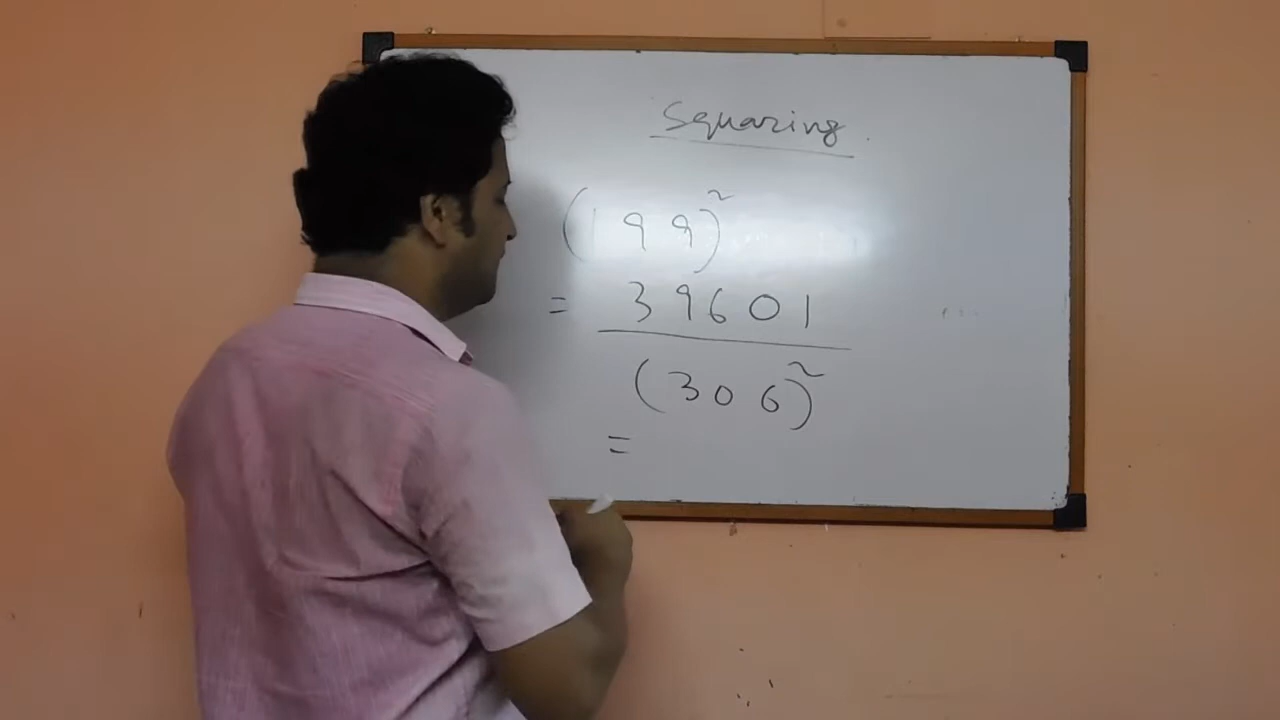 Squaring
(199)²
= 39601
(306)²
=